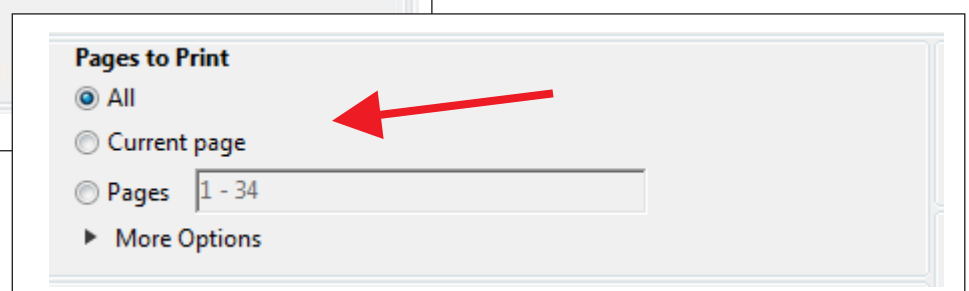 Pages to Print
All
Current page
Pages 1 - 34
More Options